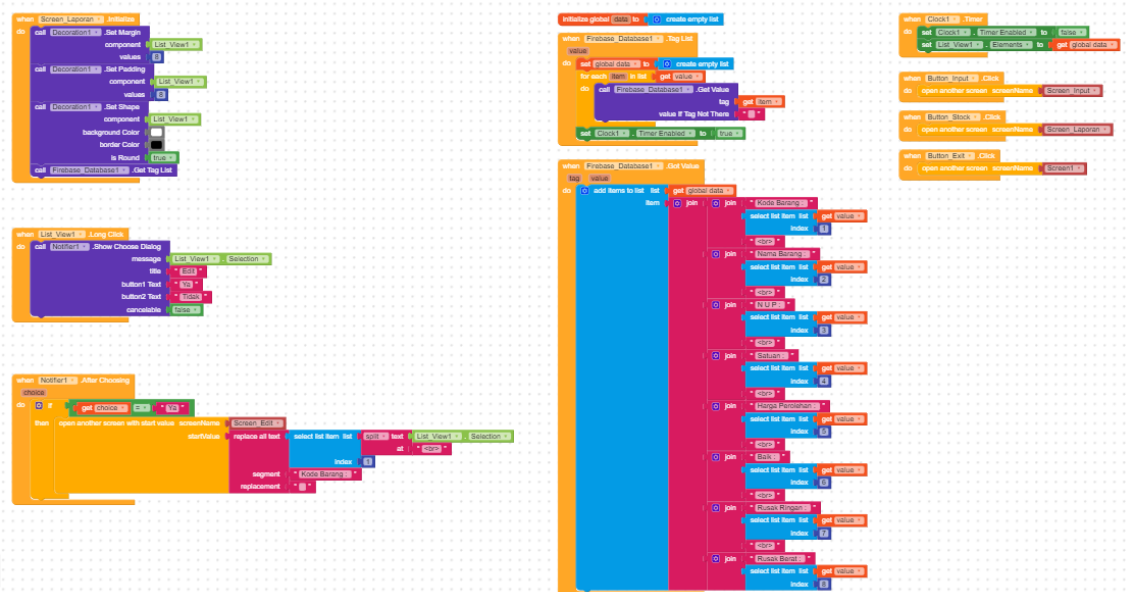 when Screen_Laporan .Initialize
do call Decoration1 .Set Margin
component List_View1
values 8
call Decoration1 .Set Padding
component List_View1
values 8
call Decoration1 .Set Shape
component List_View1
background Color
border Color
is Round true
call Firebase_Database1 .Get Tag List
when List_View1 .Long Click
do call Notifier1 .Show Choose Dialog
message List_View1 . Selection
title " Edit "
button1 Text " Ya "
button2 Text " Tidak "
cancelable false
when Notifier1 .After Choosing
choice
do if get choice = " Ya "
then open another screen with start value screenName Screen_Edit
startValue replace all text select list item list split text List_View1 . Selection
at " <br> "
index 1
segment " Kode Barang : "
replacement " "
initialize global data to create empty list
when Firebase_Database1 .Tag List
value
do set global data to create empty list
for each item in list get value
do call Firebase_Database1 .Get Value
tag get item
value If Tag Not There " "
set Clock1 . Timer Enabled to true
when Firebase_Database1 .Got Value
tag value
do add items to list list get global data
item join join " Kode Barang : "
select list item list get value
index 1
" <br> "
join " Nama Barang : "
select list item list get value
index 2
" <br> "
join " N U P : "
select list item list get value
index 3
" <br> "
join " Satuan : "
select list item list get value
index 4
" <br> "
join " Harga Perolehan : "
select list item list get value
index 5
" <br> "
join " Baik : "
select list item list get value
index 6
" <br> "
join " Rusak Ringan : "
select list item list get value
index 7
" <br> "
join " Rusak Berat : "
select list item list get value
index 8
when Clock1 .Timer
do set Clock1 . Timer Enabled to false
set List_View1 . Elements to get global data
when Button_Input .Click
do open another screen screenName Screen_Input
when Button_Stock .Click
do open another screen screenName Screen_Laporan
when Button_Exit .Click
do open another screen screenName Screen1